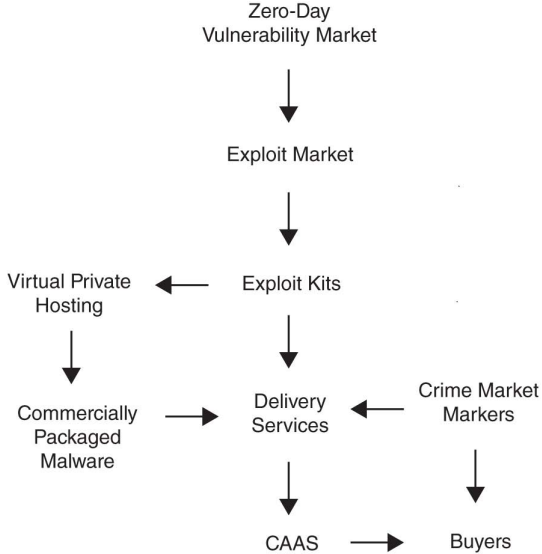 Zero-Day
Vulnerability Market
Exploit Market
Virtual Private
Hosting
Exploit Kits
Commercially
Packaged
Malware
Delivery
Services
Crime Market
Markers
CAAS
Buyers